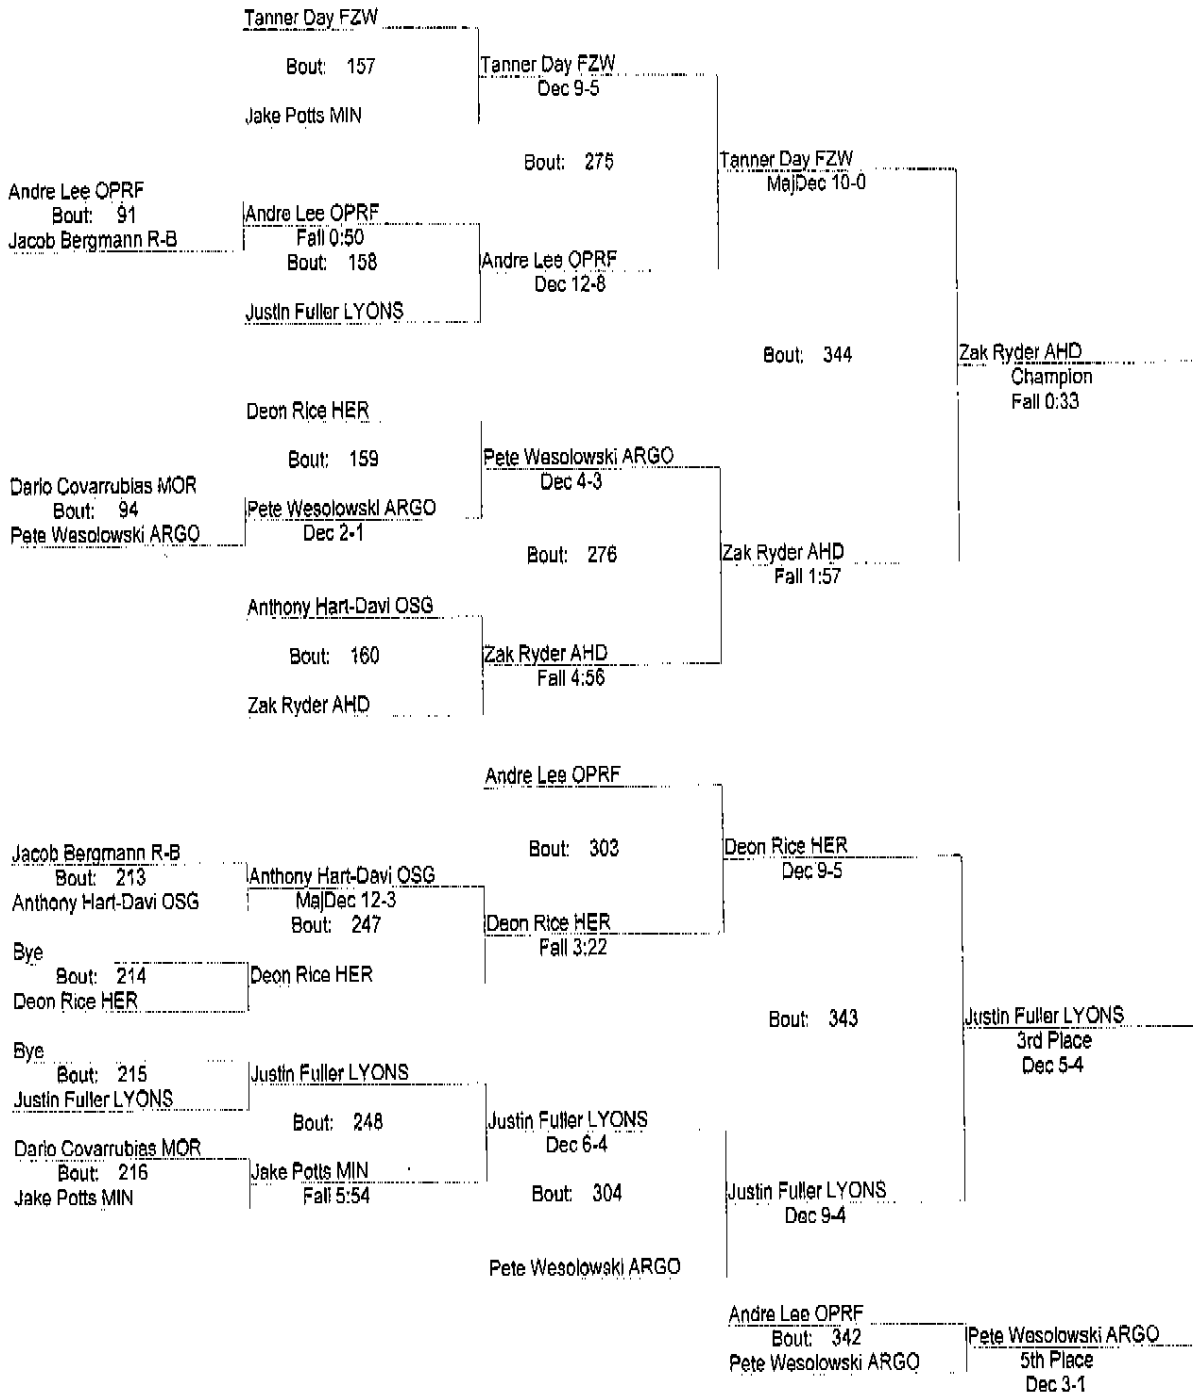 Tanner Day FZW
Bout: 157
Tanner Day FZW
Dec 9-5
Jake Potts MIN
Bout: 275
Tanner Day FZW
MajDec 10-0
Andre Lee OPRF
Bout: 91
Jacob Bergmann R-B
Andre Lee OPRF
Fall 0:50
Bout: 158
Andre Lee OPRF
Dec 12-8
Justin Fuller LYONS
Bout: 344
Zak Ryder AHD
Champion
Fall 0:33
Deon Rice HER
Bout: 159
Pete Wesolowski ARGO
Dec 4-3
Dario Covarrubias MOR
Bout: 94
Pete Wesolowski ARGO
Pete Wesolowski ARGO
Dec 2-1
Bout: 276
Zak Ryder AHD
Fall 1:57
Anthony Hart-Davi OSG
Bout: 160
Zak Ryder AHD
Fall 4:56
Zak Ryder AHD
Andre Lee OPRF
Bout: 303
Deon Rice HER
Dec 9-5
Jacob Bergmann R-B
Bout: 213
Anthony Hart-Davi OSG
Anthony Hart-Davi OSG
MajDec 12-3
Bout: 247
Deon Rice HER
Fall 3:22
Bye
Bout: 214
Deon Rice HER
Deon Rice HER
Bout: 343
Justin Fuller LYONS
3rd Place
Dec 5-4
Bye
Bout: 215
Justin Fuller LYONS
Justin Fuller LYONS
Bout: 248
Justin Fuller LYONS
Dec 6-4
Dario Covarrubias MOR
Bout: 216
Jake Potts MIN
Jake Potts MIN
Fall 5:54
Bout: 304
Justin Fuller LYONS
Dec 9-4
Pete Wesolowski ARGO
Andre Lee OPRF
Bout: 342
Pete Wesolowski ARGO
Pete Wesolowski ARGO
5th Place
Dec 3-1